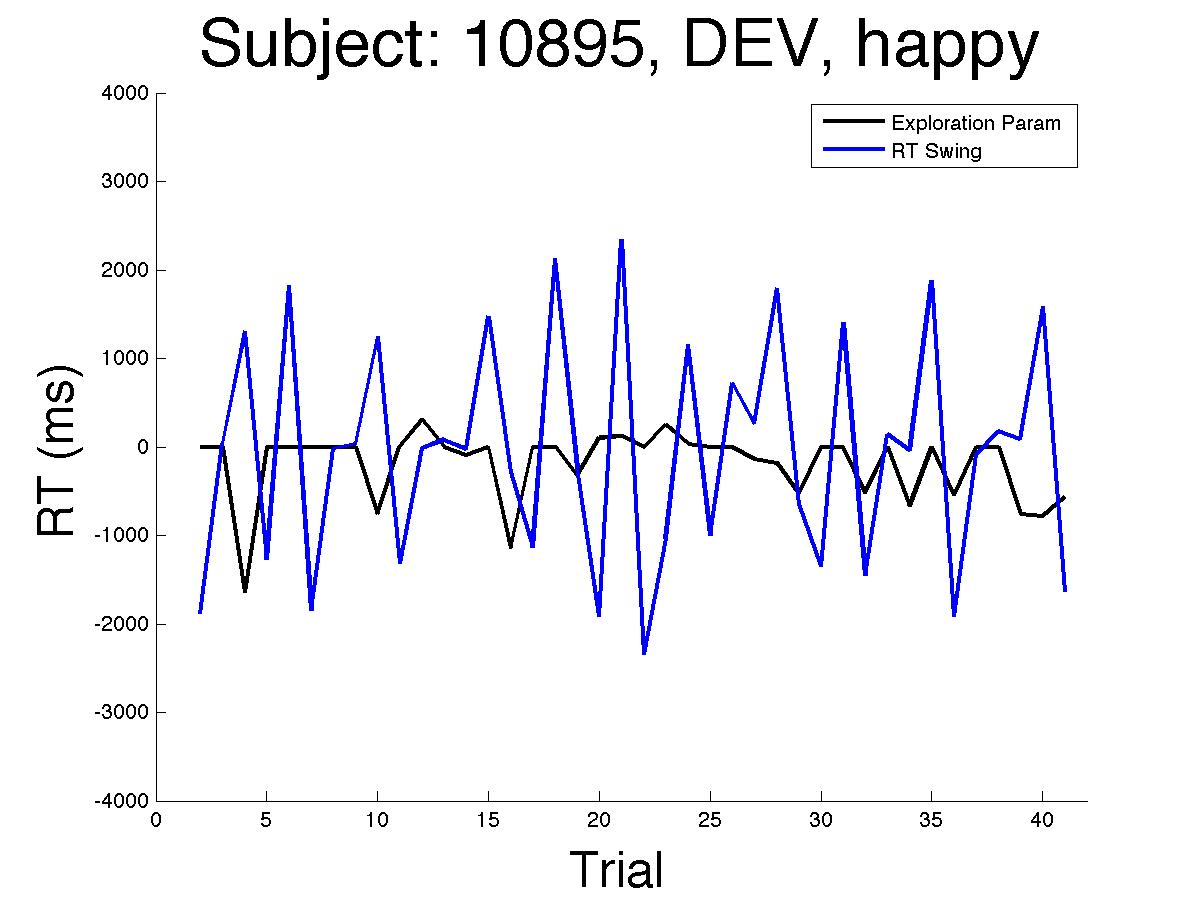 Subject: 10895, DEV, happy
Exploration Param
RT Swing
RT (ms)
4000
3000
2000
1000
0
-1000
-2000
-3000
-4000
0 5 10 15 20 25 30 35 40
Trial